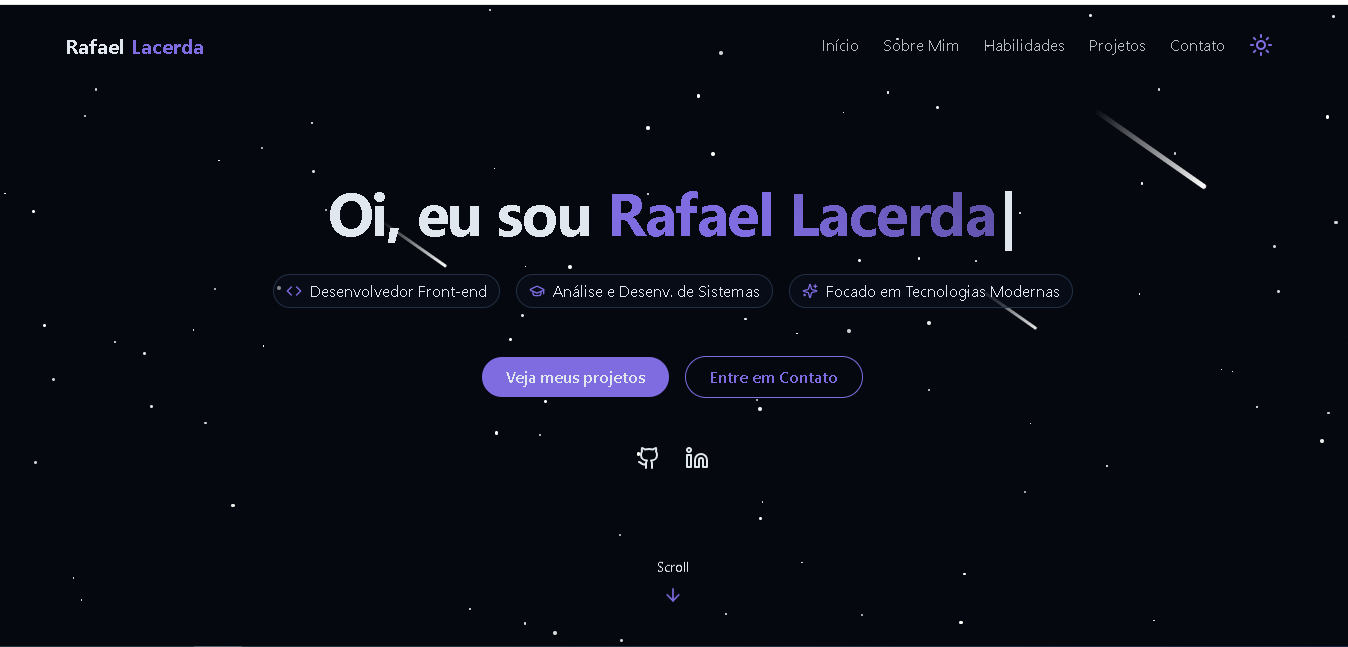 Rafael Lacerda
Início Sobre Mim Habilidades Projetos Contato
Oi, eu sou Rafael Lacerda|
Desenvolvedor Front-end Análise e Desenv. de Sistemas Focado em Tecnologias Modernas
Veja meus projetos Entre em Contato
Scroll